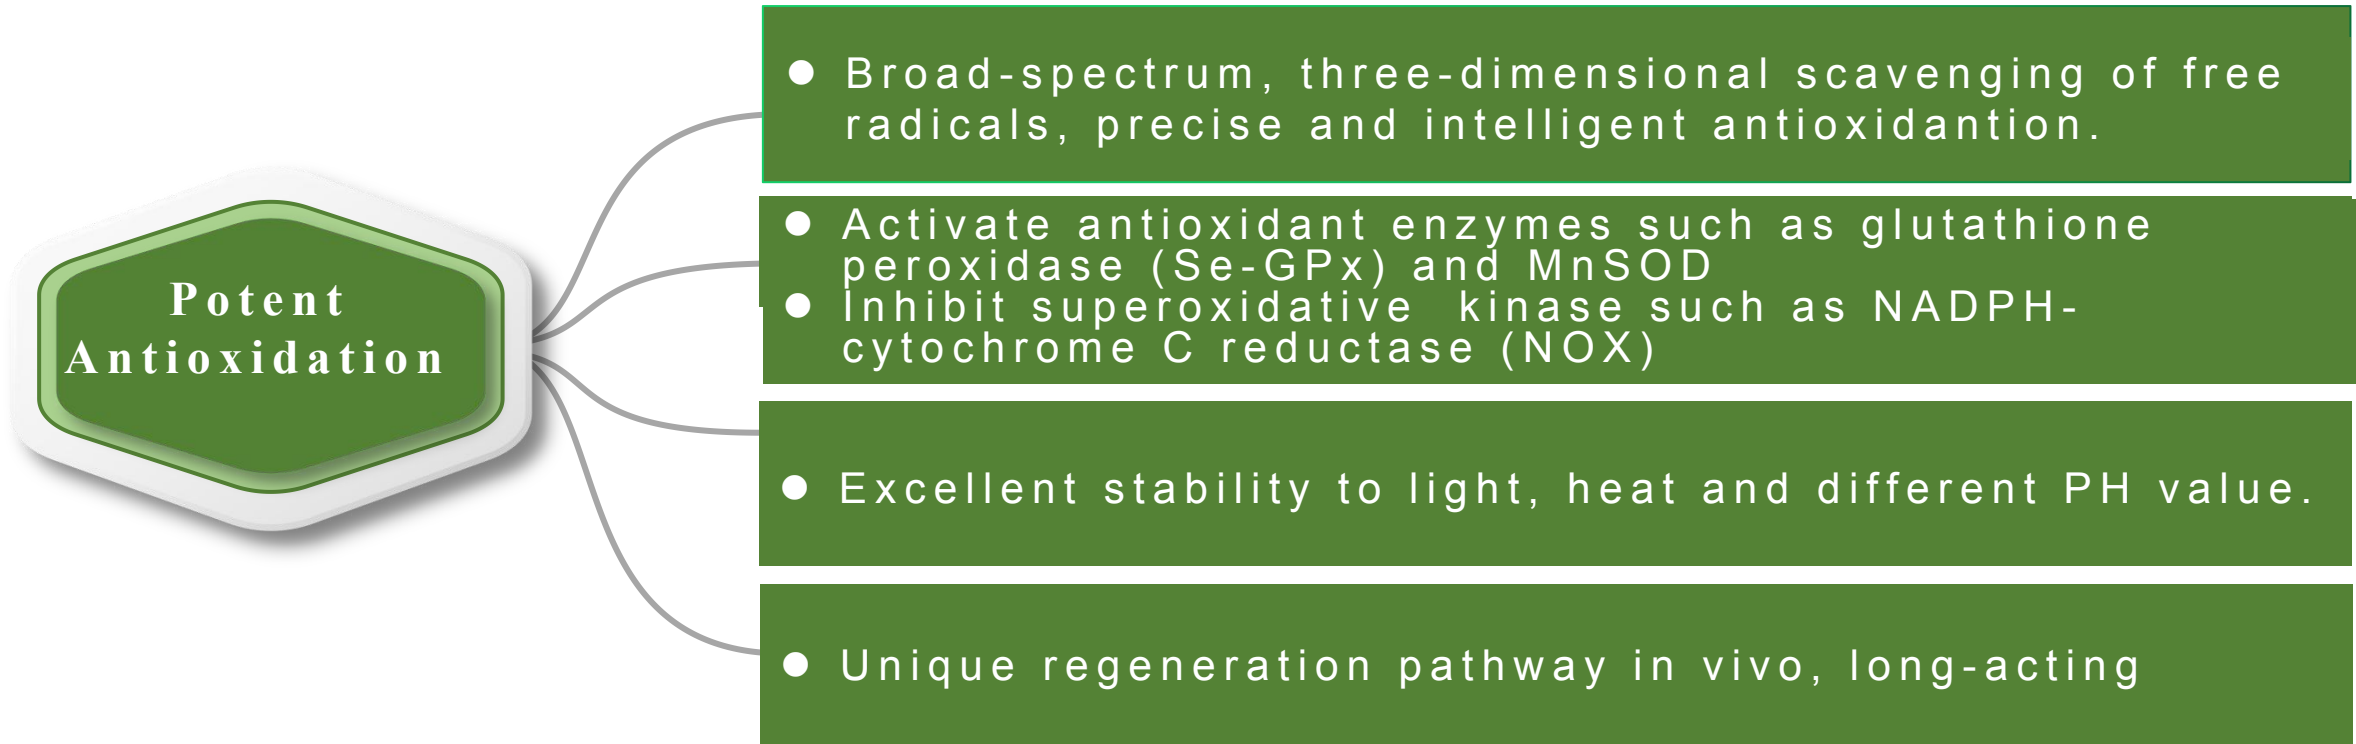 Potent
Antioxidation
● Broad-spectrum, three-dimensional scavenging of free
radicals, precise and intelligent antioxidantion.
● Activate antioxidant enzymes such as glutathione
peroxidase (Se-GPx) and MnSOD
● Inhibit superoxidative  kinase such as NADPH-
cytochrome C reductase (NOX)
● Excellent stability to light, heat and different PH value.
● Unique regeneration pathway in vivo, long-acting